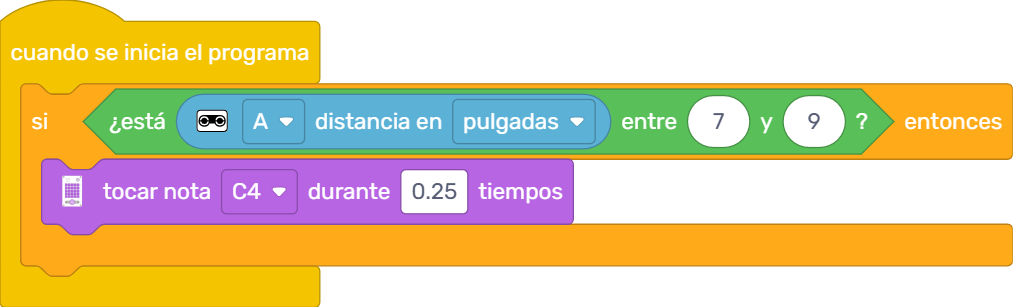 cuando se inicia el programa
si ¿está A distancia en pulgadas entre 7 y 9 ? entonces
tocar nota C4 durante 0.25 tiempos